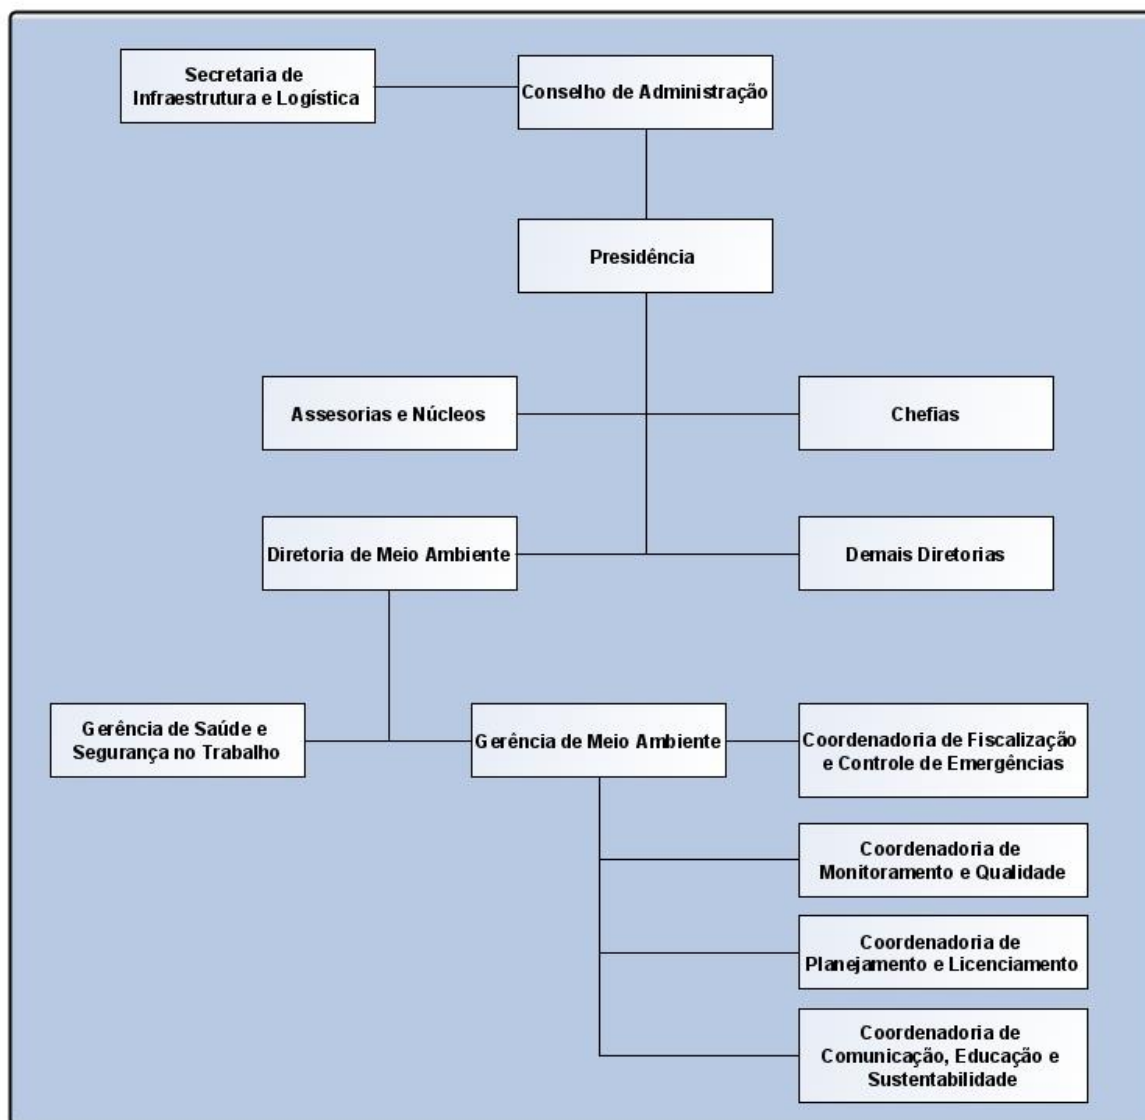 Secretaria de
Infraestrutura e Logística
Conselho de Administração
Presidência
Assesorias e Núcleos
Chefias
Diretoria de Meio Ambiente
Demais Diretorias
Gerência de Saúde e
Segurança no Trabalho
Gerência de Meio Ambiente
Coordenadoria de Fiscalização
e Controle de Emergências
Coordenadoria de
Monitoramento e Qualidade
Coordenadoria de
Planejamento e Licenciamento
Coordenadoria de
Comunicação, Educação e
Sustentabilidade